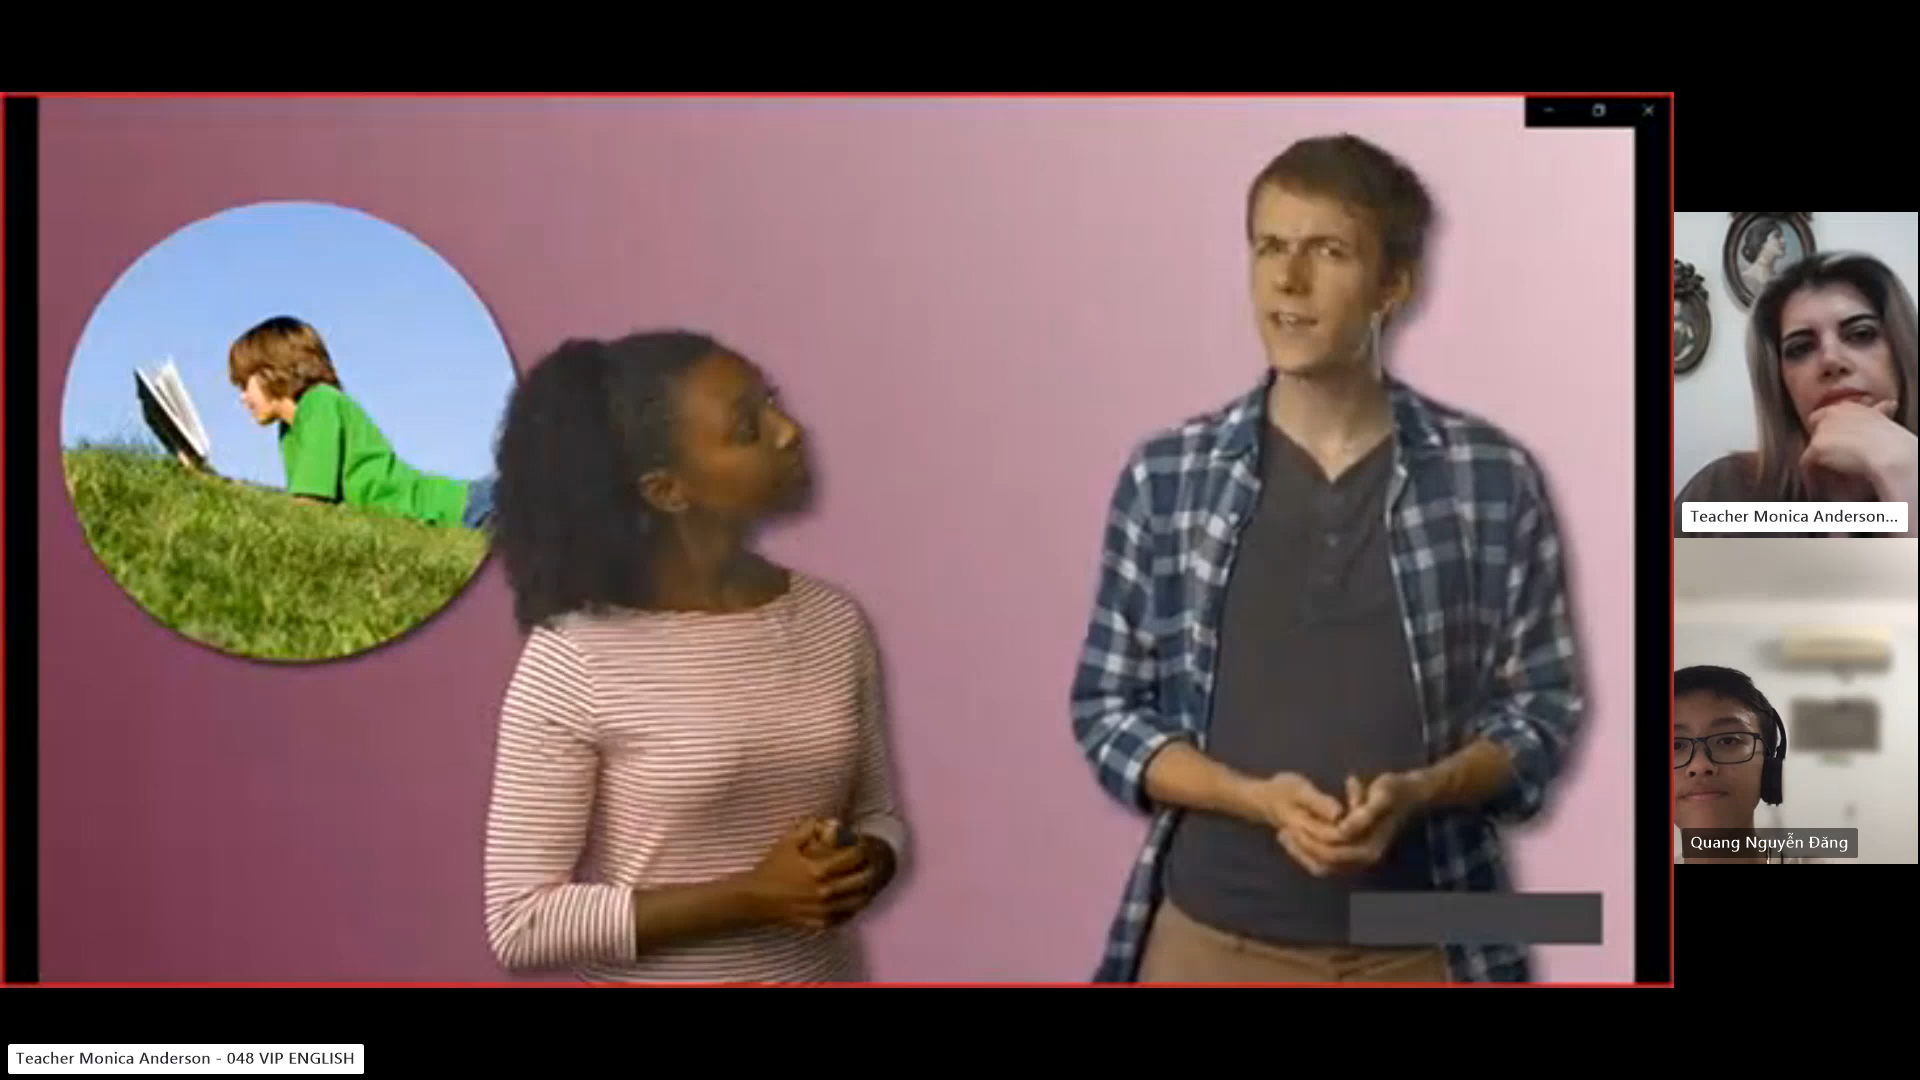 Teacher Monica Anderson...
Quang Nguyễn Đăng
Teacher Monica Anderson - 048 VIP ENGLISH